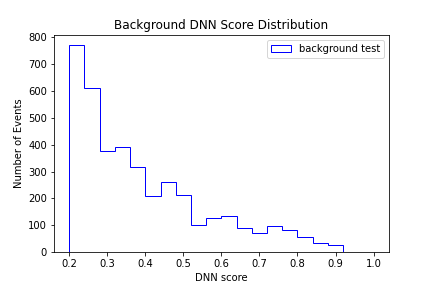 Background DNN Score Distribution
background test
Number of Events
800
700
600
500
400
300
200
100
0
0.2 0.3 0.4 0.5 0.6 0.7 0.8 0.9 1.0
DNN score